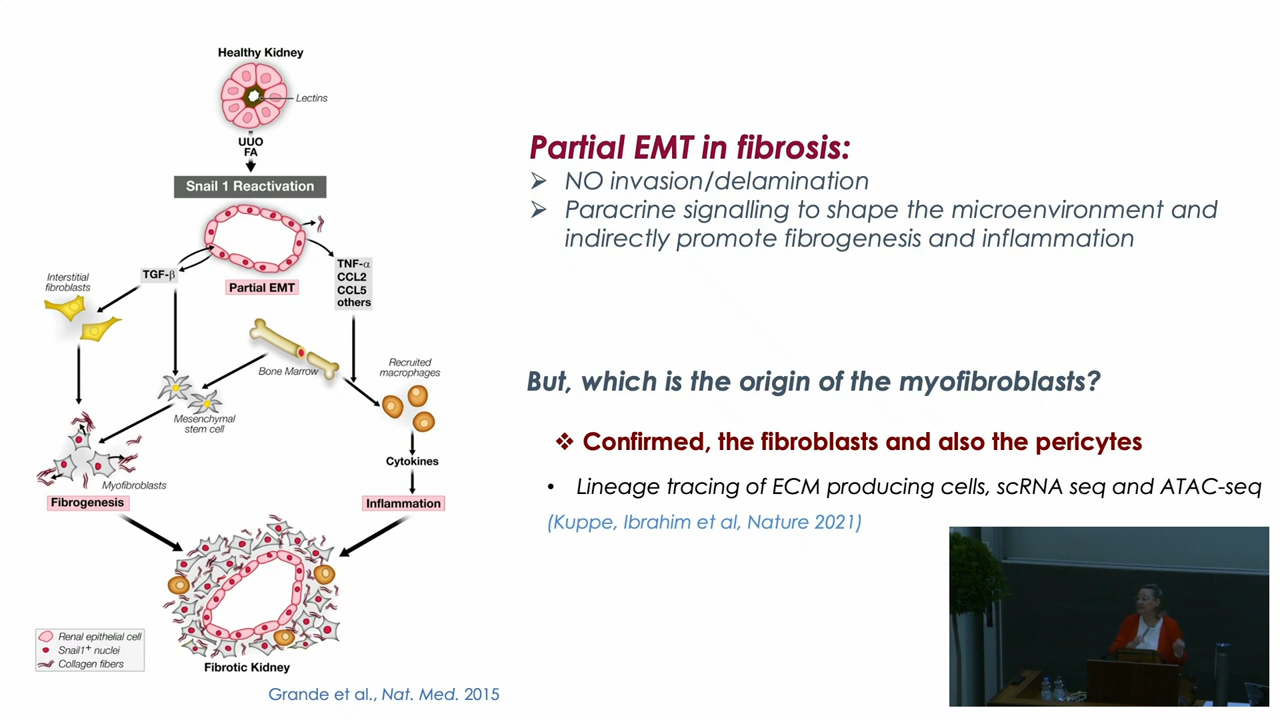 Healthy Kidney
Lectins
UUO
FA
Snail 1 Reactivation
TNF-α
CCL2
CCL5
others
TGF-β
Interstitial
fibroblasts
Partial EMT
Bone Marrow
Recruited
macrophages
Mesenchymal
stem cell
Cytokines
Myofibroblasts
Fibrogenesis
Inflammation
Renal epithelial cell
Snail1+ nuclei
Collagen fibers
Fibrotic Kidney
Grande et al., Nat. Med. 2015
Partial EMT in fibrosis:
➢ NO invasion/delamination
➢ Paracrine signalling to shape the microenvironment and
indirectly promote fibrogenesis and inflammation
But, which is the origin of the myofibroblasts?
❖ Confirmed, the fibroblasts and also the pericytes
• Lineage tracing of ECM producing cells, scRNA seq and ATAC-seq
(Kuppe, Ibrahim et al, Nature 2021)